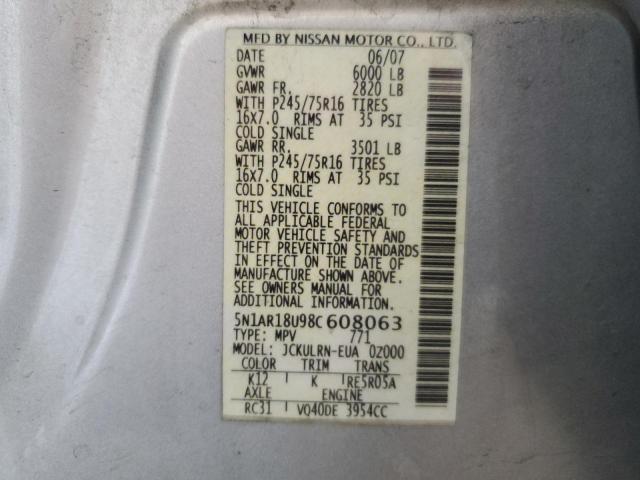 MFD BY NISSAN MOTOR CO., LTD.
DATE 06/07
GVWR 6000 LB
GAWR FR. 2820 LB
WITH P245/75R16 TIRES
16X7.0 RIMS AT 35 PSI
COLD SINGLE
GAWR RR. 3501 LB
WITH P245/75R16 TIRES
16X7.0 RIMS AT 35 PSI
COLD SINGLE
THIS VEHICLE CONFORMS TO
ALL APPLICABLE FEDERAL
MOTOR VEHICLE SAFETY AND
THEFT PREVENTION STANDARDS
IN EFFECT ON THE DATE OF
MANUFACTURE SHOWN ABOVE.
SEE OWNERS MANUAL FOR
ADDITIONAL INFORMATION.
5N1AR18U98C608063
TYPE: MPV 771
MODEL: JCKULRN-EUA 0Z000
COLOR TRIM TRANS
K12 K RE5R05A
AXLE ENGINE
RC31 VQ40DE 3954CC